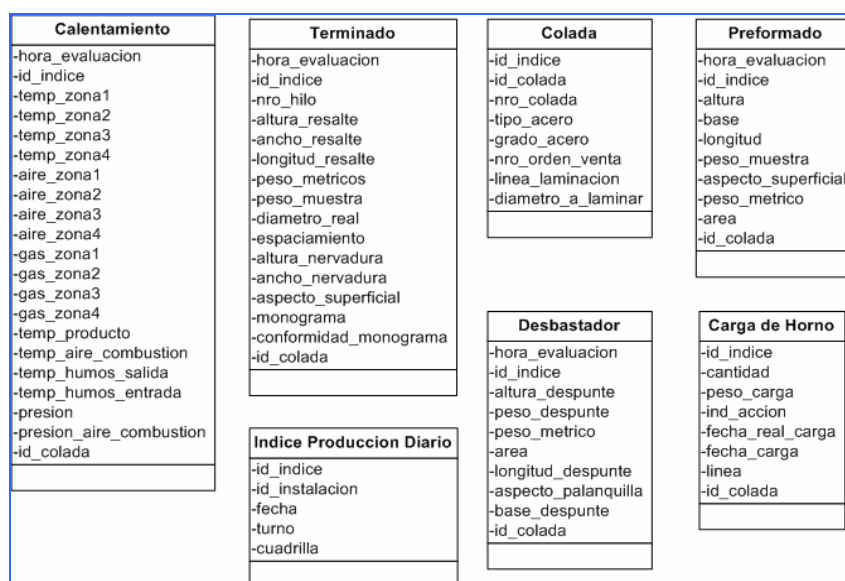 Calentamiento
-hora_evaluacion
-id_indice
-temp_zona1
-temp_zona2
-temp_zona3
-temp_zona4
-aire_zona1
-aire_zona2
-aire_zona3
-aire_zona4
-gas_zona1
-gas_zona2
-gas_zona3
-gas_zona4
-temp_producto
-temp_aire_combustion
-temp_humos_salida
-temp_humos_entrada
-presion
-presion_aire_combustion
-id_colada
Terminado
-hora_evaluacion
-id_indice
-nro_hilo
-altura_resalte
-ancho_resalte
-longitud_resalte
-peso_metricos
-peso_muestra
-diametro_real
-espaciamiento
-altura_nervadura
-ancho_nervadura
-aspecto_superficial
-monograma
-conformidad_monograma
-id_colada
Indice Produccion Diario
-id_indice
-id_instalacion
-fecha
-turno
-cuadrilla
Colada
-id_indice
-id_colada
-nro_colada
-tipo_acero
-grado_acero
-nro_orden_venta
-linea_laminacion
-diametro_a_laminar
Desbastador
-hora_evaluacion
-id_indice
-altura_despunte
-peso_despunte
-peso_metrico
-area
-longitud_despunte
-aspecto_palanquilla
-base_despunte
-id_colada
Preformado
-hora_evaluacion
-id_indice
-altura
-base
-longitud
-peso_muestra
-aspecto_superficial
-peso_metrico
-area
-id_colada
Carga de Horno
-id_indice
-cantidad
-peso_carga
-ind_accion
-fecha_real_carga
-fecha_carga
-linea
-id_colada